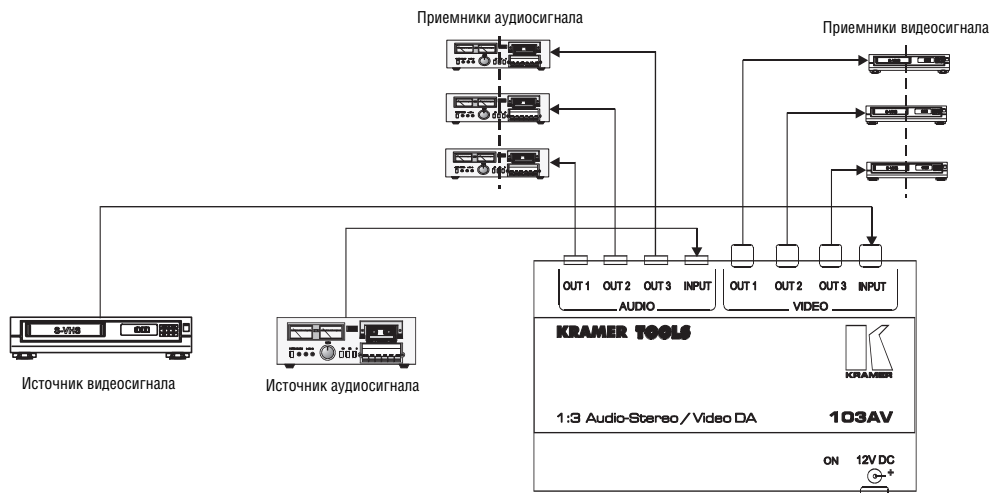 Приемники аудиосигнала
Приемники видеосигнала
OUT 1 OUT 2 OUT 3 INPUT
AUDIO
OUT 1 OUT 2 OUT 3 INPUT
VIDEO
S-VHS
Источник видеосигнала
Источник аудиосигнала
KRAMER TOOLS
KRAMER
1:3 Audio-Stereo / Video DA
103AV
ON
12V DC
+